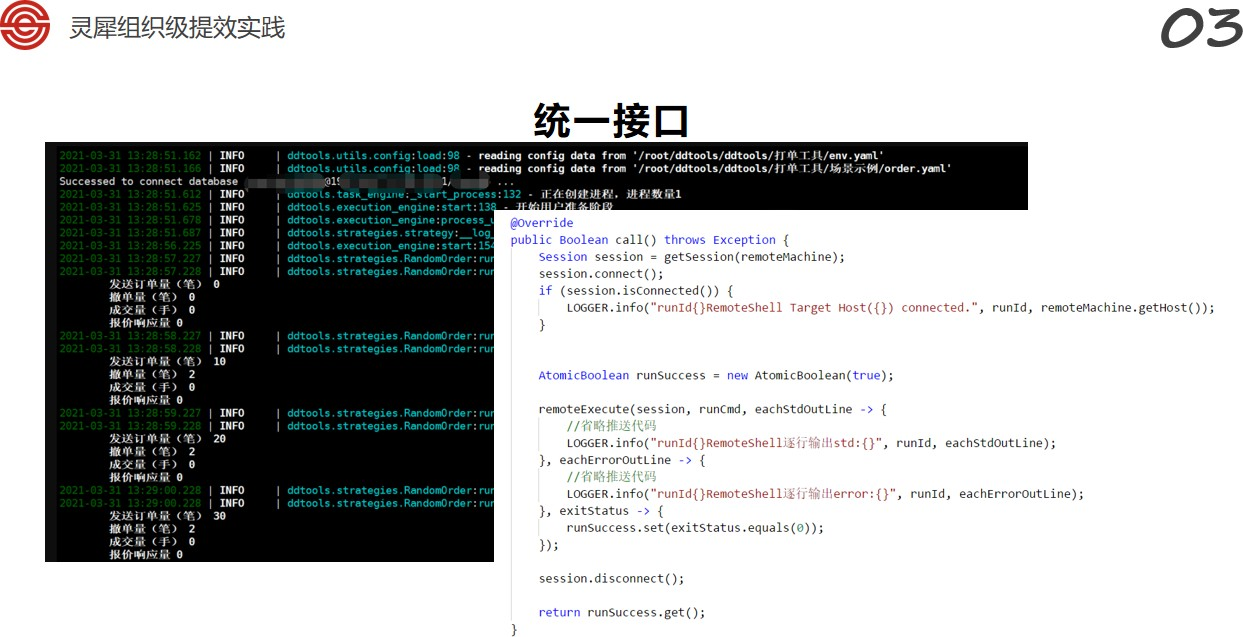 灵犀组织级提效实践
03
统一接口
2021-03-31 13:28:51.162 | INFO     | ddtools.utils.config:load:98 - reading config data from '/root/ddtools/ddtools/打单工具/env.yaml'
2021-03-31 13:28:51.166 | INFO     | ddtools.utils.config:load:98 - reading config data from '/root/ddtools/ddtools/打单工具/场景示例/order.yaml'
Successed to connect database @19 1/ ...
2021-03-31 13:28:51.612 | INFO     | ddtools.task_engine:_start_process:132 - 正在创建进程，进程数量1
2021-03-31 13:28:51.625 | INFO     | ddtools.execution_engine:start:138 - 开始用户准备阶段
2021-03-31 13:28:51.678 | INFO     | ddtools.execution_engine:process_u
2021-03-31 13:28:51.687 | INFO     | ddtools.strategies.strategy:__log_
2021-03-31 13:28:56.225 | INFO     | ddtools.execution_engine:start:154
2021-03-31 13:28:57.227 | INFO     | ddtools.strategies.RandomOrder:run
2021-03-31 13:28:57.228 | INFO     | ddtools.strategies.RandomOrder:run
发送订单量（笔） 0
撤单量（笔） 0
成交量（手） 0
报价响应量 0
2021-03-31 13:28:58.227 | INFO     | ddtools.strategies.RandomOrder:run
2021-03-31 13:28:58.228 | INFO     | ddtools.strategies.RandomOrder:run
发送订单量（笔） 10
撤单量（笔） 2
成交量（手） 0
报价响应量 0
2021-03-31 13:28:59.227 | INFO     | ddtools.strategies.RandomOrder:run
2021-03-31 13:28:59.228 | INFO     | ddtools.strategies.RandomOrder:run
发送订单量（笔） 20
撤单量（笔） 2
成交量（手） 0
报价响应量 0
2021-03-31 13:29:00.228 | INFO     | ddtools.strategies.RandomOrder:run
2021-03-31 13:29:00.228 | INFO     | ddtools.strategies.RandomOrder:run
发送订单量（笔） 30
撤单量（笔） 2
成交量（手） 0
报价响应量 0
@Override
public Boolean call() throws Exception {
Session session = getSession(remoteMachine);
session.connect();
if (session.isConnected()) {
LOGGER.info("runId{}RemoteShell Target Host({}) connected.", runId, remoteMachine.getHost());
}
AtomicBoolean runSuccess = new AtomicBoolean(true);
remoteExecute(session, runCmd, eachStdOutLine -> {
//省略推送代码
LOGGER.info("runId{}RemoteShell逐行输出std:{}", runId, eachStdOutLine);
}, eachErrorOutLine -> {
//省略推送代码
LOGGER.info("runId{}RemoteShell逐行输出error:{}", runId, eachErrorOutLine);
}, exitStatus -> {
runSuccess.set(exitStatus.equals(0));
});
session.disconnect();
return runSuccess.get();
}